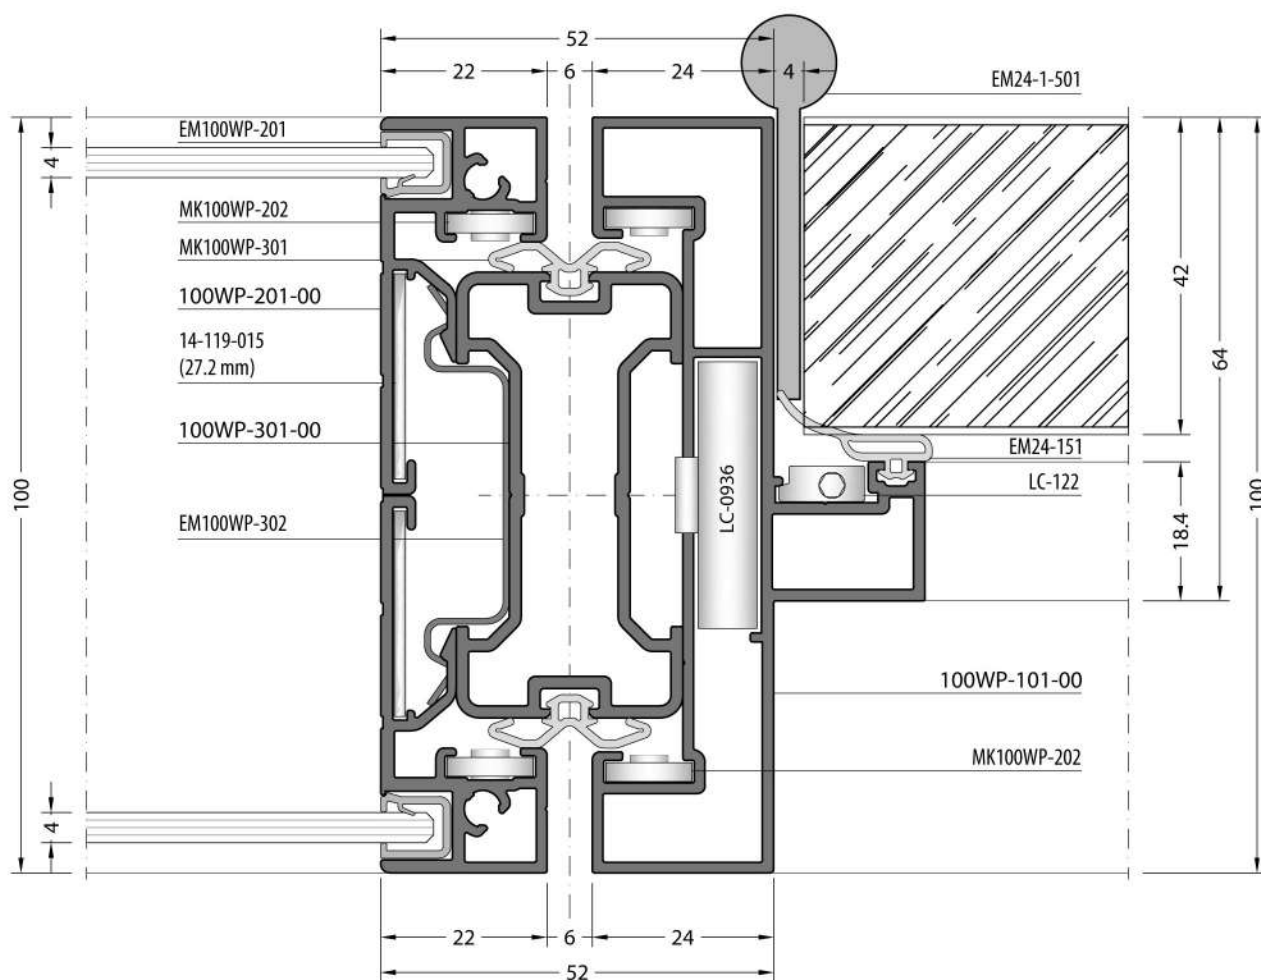 52
22
6
24
4
EM24-1-501
EM100WP-201
4
MK100WP-202
MK100WP-301
100WP-201-00
14-119-015
(27.2 mm)
100WP-301-00
EM100WP-302
100
LC-0936
42
64
EM24-151
LC-122
18.4
100
100WP-101-00
MK100WP-202
4
22
6
24
52